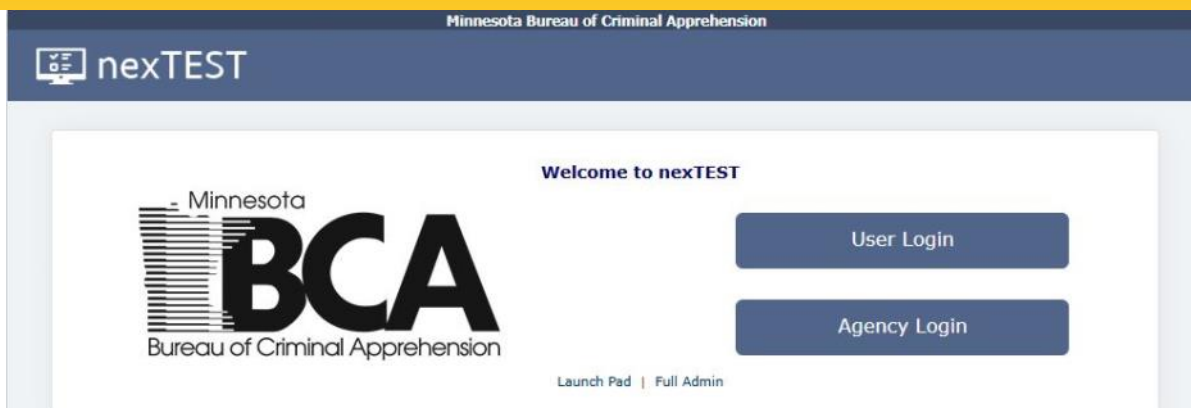 Minnesota Bureau of Criminal Apprehension
nexTEST
Welcome to nexTEST
Minnesota
BCA
Bureau of Criminal Apprehension
User Login
Agency Login
Launch Pad | Full Admin